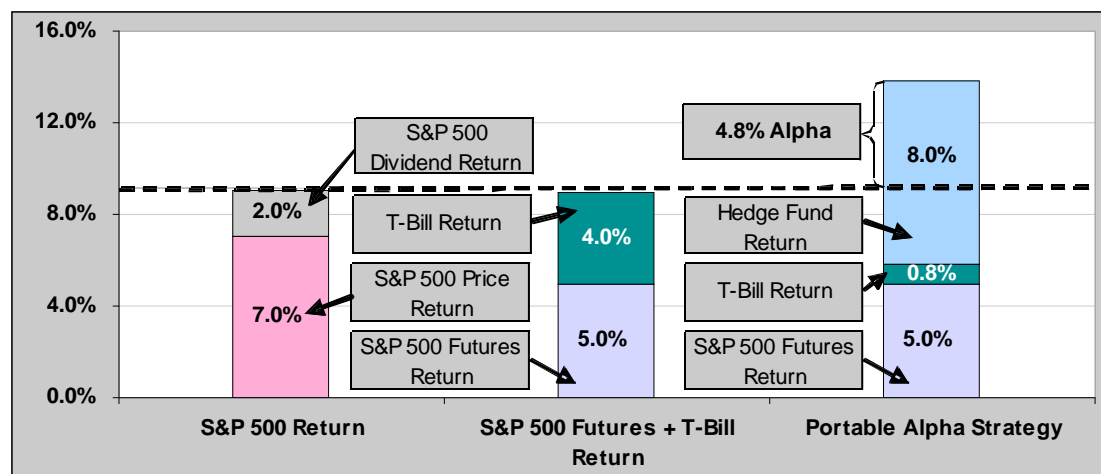 16.0%
12.0%
8.0%
4.0%
0.0%
S&P 500
Dividend Return
2.0%
S&P 500 Price
Return
7.0%
T-Bill Return
4.0%
S&P 500 Futures
Return
5.0%
4.8% Alpha
8.0%
Hedge Fund
Return
T-Bill Return
0.8%
S&P 500 Futures
Return
5.0%
S&P 500 Return
S&P 500 Futures + T-Bill
Return
Portable Alpha Strategy